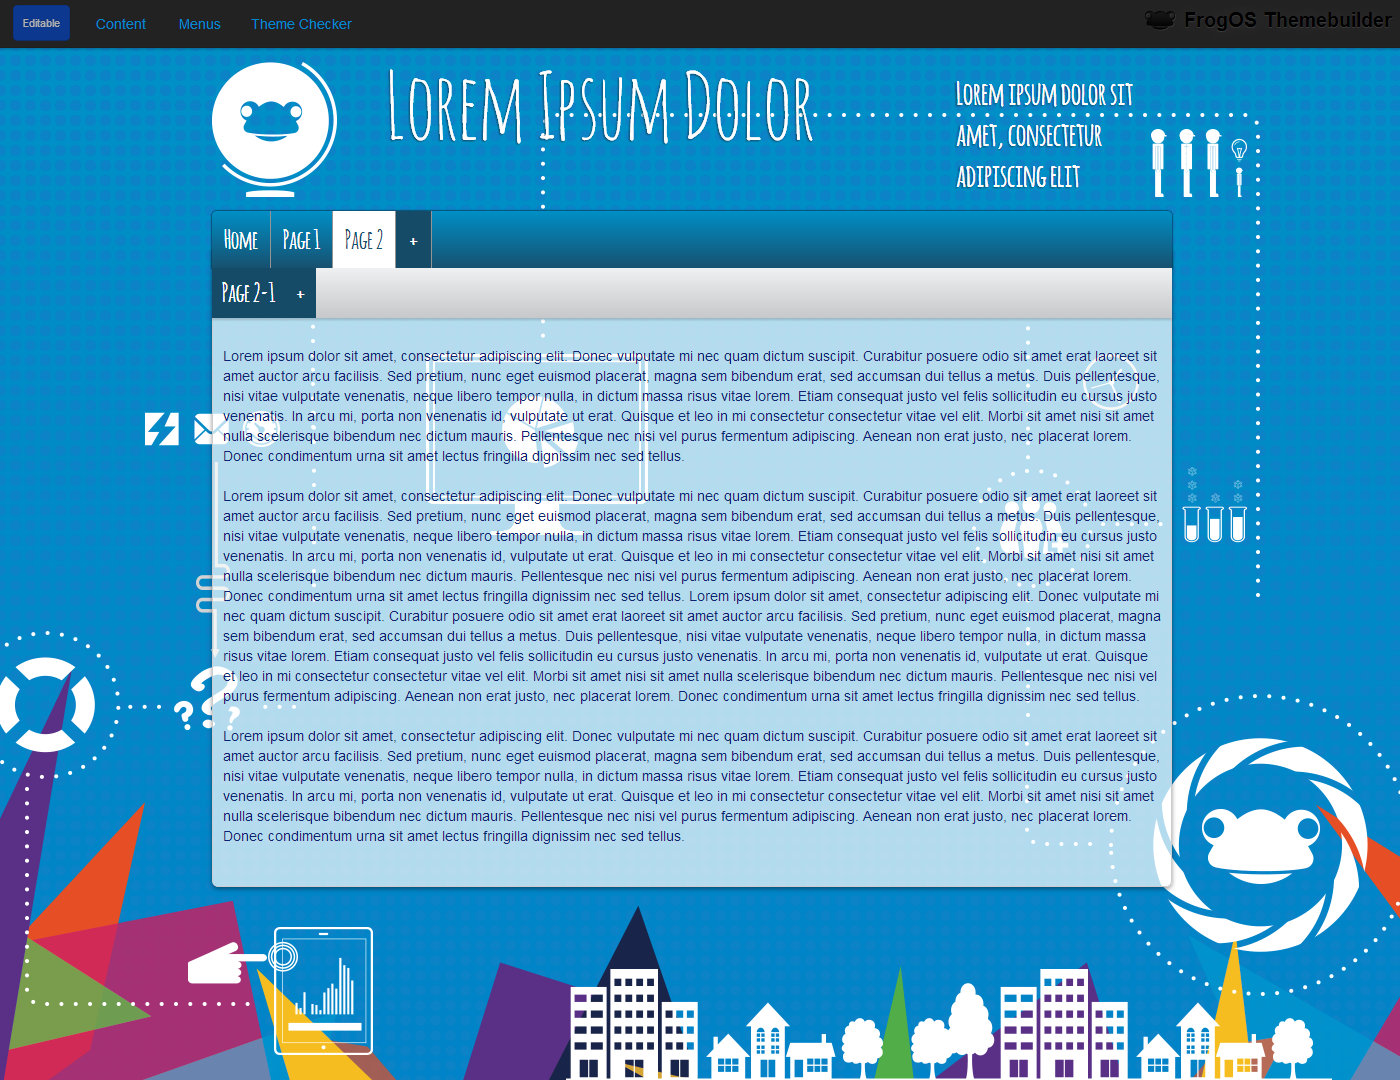 Editable Content Menus Theme Checker FrogOS Themebuilder
Lorem Ipsum Dolor
Lorem ipsum dolor sit
amet, consectetur
adipiscing elit
Home Page 1 Page 2 +
Page 2-1 +
Lorem ipsum dolor sit amet, consectetur adipiscing elit. Donec vulputate mi nec quam dictum suscipit. Curabitur posuere odio sit amet erat laoreet sit
amet auctor arcu facilisis. Sed pretium, nunc eget euismod placerat, magna sem bibendum erat, sed accumsan dui tellus a metus. Duis pellentesque,
nisi vitae vulputate venenatis, neque libero tempor nulla, in dictum massa risus vitae lorem. Etiam consequat justo vel felis sollicitudin eu cursus justo
venenatis. In arcu mi, porta non venenatis id, vulputate ut erat. Quisque et leo in mi consectetur consectetur vitae vel elit. Morbi sit amet nisi sit amet
nulla scelerisque bibendum nec dictum mauris. Pellentesque nec nisi vel purus fermentum adipiscing. Aenean non erat justo, nec placerat lorem.
Donec condimentum urna sit amet lectus fringilla dignissim nec sed tellus.
Lorem ipsum dolor sit amet, consectetur adipiscing elit. Donec vulputate mi nec quam dictum suscipit. Curabitur posuere odio sit amet erat laoreet sit
amet auctor arcu facilisis. Sed pretium, nunc eget euismod placerat, magna sem bibendum erat, sed accumsan dui tellus a metus. Duis pellentesque,
nisi vitae vulputate venenatis, neque libero tempor nulla, in dictum massa risus vitae lorem. Etiam consequat justo vel felis sollicitudin eu cursus justo
venenatis. In arcu mi, porta non venenatis id, vulputate ut erat. Quisque et leo in mi consectetur consectetur vitae vel elit. Morbi sit amet nisi sit amet
nulla scelerisque bibendum nec dictum mauris. Pellentesque nec nisi vel purus fermentum adipiscing. Aenean non erat justo, nec placerat lorem.
Donec condimentum urna sit amet lectus fringilla dignissim nec sed tellus. Lorem ipsum dolor sit amet, consectetur adipiscing elit. Donec vulputate mi
nec quam dictum suscipit. Curabitur posuere odio sit amet erat laoreet sit amet auctor arcu facilisis. Sed pretium, nunc eget euismod placerat, magna
sem bibendum erat, sed accumsan dui tellus a metus. Duis pellentesque, nisi vitae vulputate venenatis, neque libero tempor nulla, in dictum massa
risus vitae lorem. Etiam consequat justo vel felis sollicitudin eu cursus justo venenatis. In arcu mi, porta non venenatis id, vulputate ut erat. Quisque
et leo in mi consectetur consectetur vitae vel elit. Morbi sit amet nisi sit amet nulla scelerisque bibendum nec dictum mauris. Pellentesque nec nisi vel
purus fermentum adipiscing. Aenean non erat justo, nec placerat lorem. Donec condimentum urna sit amet lectus fringilla dignissim nec sed tellus.
Lorem ipsum dolor sit amet, consectetur adipiscing elit. Donec vulputate mi nec quam dictum suscipit. Curabitur posuere odio sit amet erat laoreet sit
amet auctor arcu facilisis. Sed pretium, nunc eget euismod placerat, magna sem bibendum erat, sed accumsan dui tellus a metus. Duis pellentesque,
nisi vitae vulputate venenatis, neque libero tempor nulla, in dictum massa risus vitae lorem. Etiam consequat justo vel felis sollicitudin eu cursus justo
venenatis. In arcu mi, porta non venenatis id, vulputate ut erat. Quisque et leo in mi consectetur consectetur vitae vel elit. Morbi sit amet nisi sit amet
nulla scelerisque bibendum nec dictum mauris. Pellentesque nec nisi vel purus fermentum adipiscing. Aenean non erat justo, nec placerat lorem.
Donec condimentum urna sit amet lectus fringilla dignissim nec sed tellus.
???